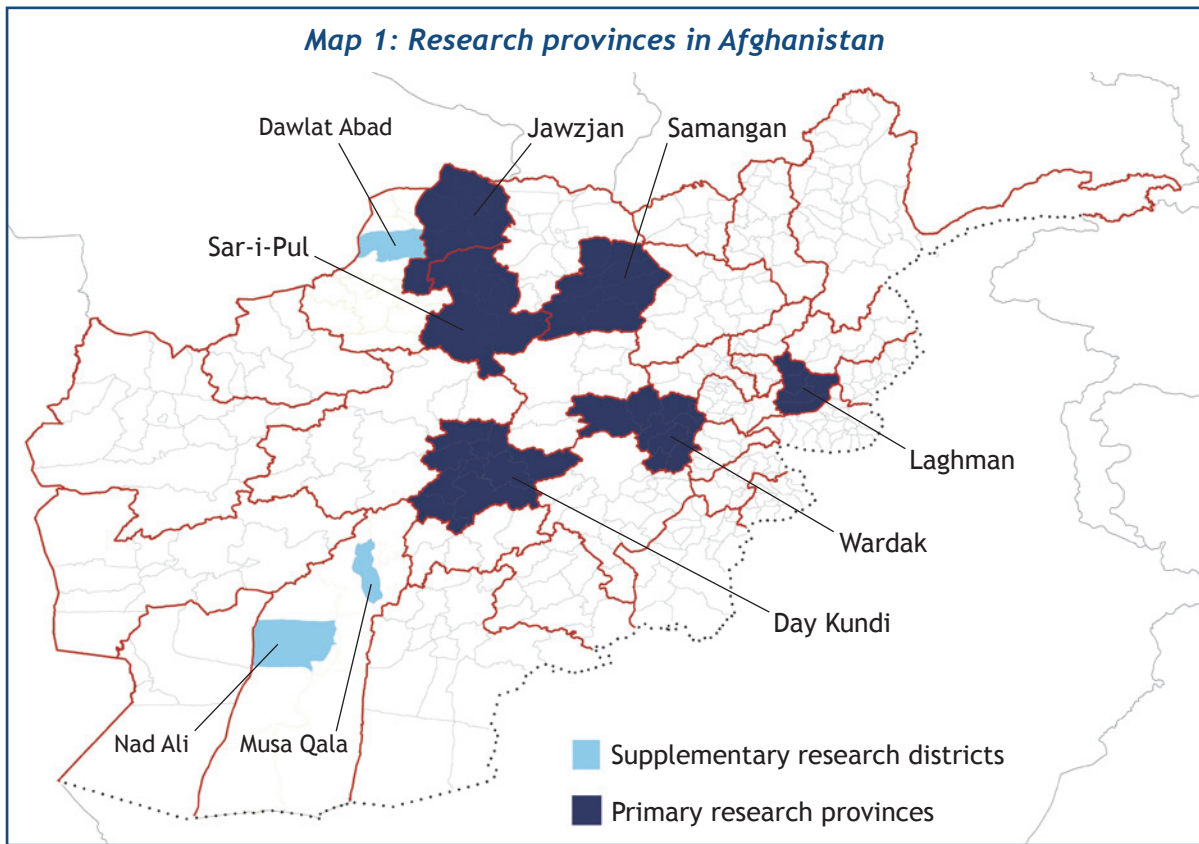 Map 1: Research provinces in Afghanistan
Dawlat Abad
Jawzjan
Samangan
Sar-i-Pul
Laghman
Wardak
Day Kundi
Nad Ali
Musa Qala
Supplementary research districts
Primary research provinces